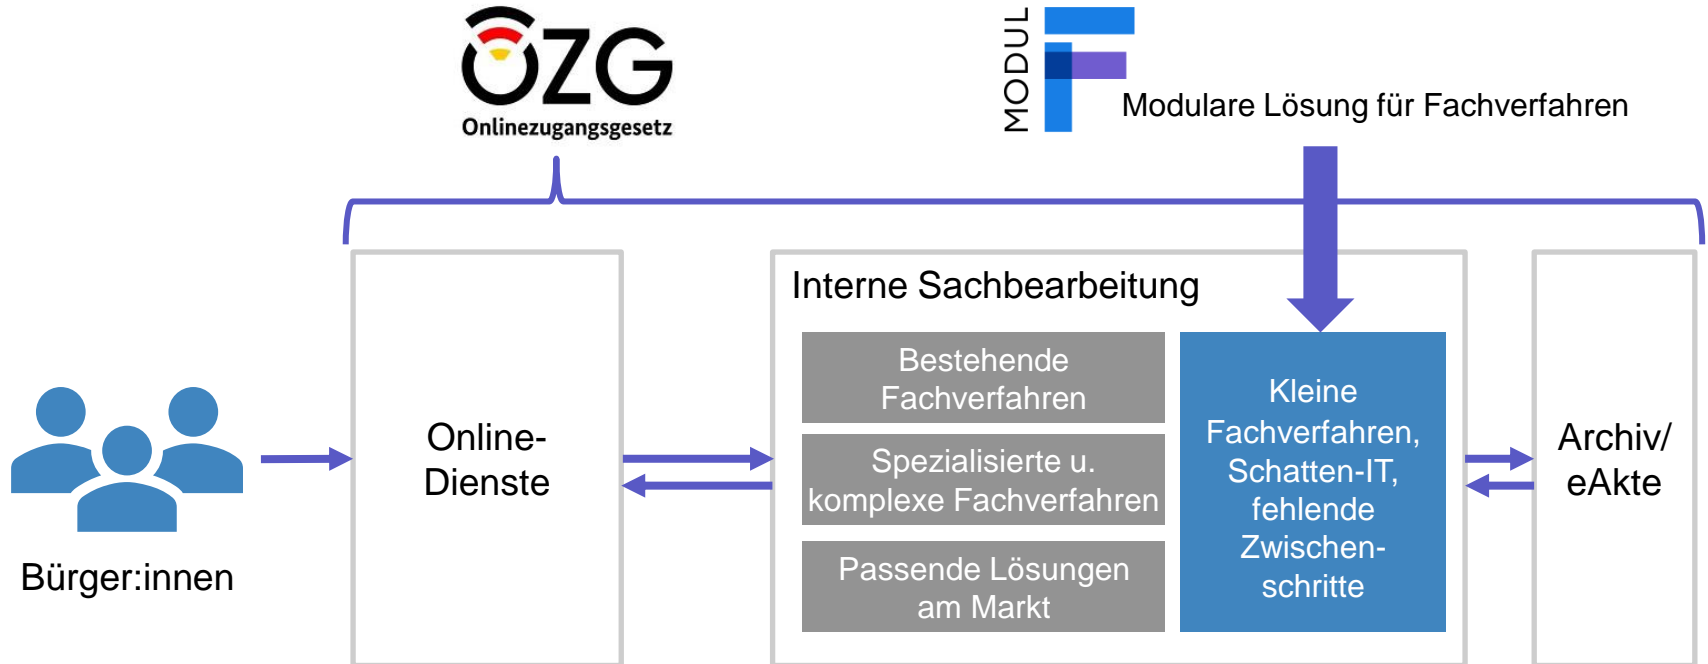 OZG
Onlinezugangsgesetz
MODUL
F
Modulare Lösung für Fachverfahren
Bürger:innen
Online-
Dienste
Interne Sachbearbeitung
Bestehende
Fachverfahren
Spezialisierte u.
komplexe Fachverfahren
Passende Lösungen
am Markt
Kleine
Fachverfahren,
Schatten-IT,
fehlende
Zwischen-
schritte
Archiv/
eAkte